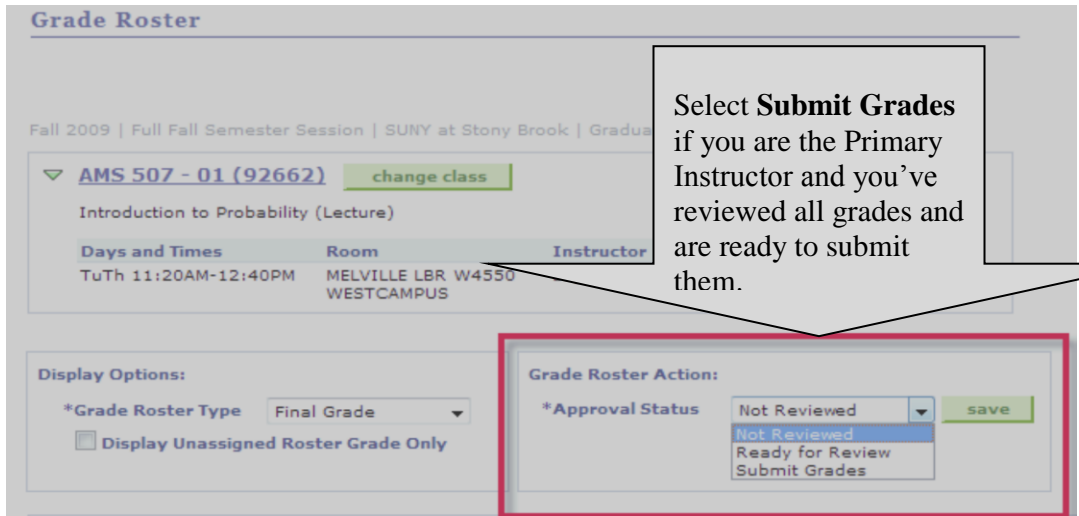 Grade Roster
Select Submit Grades
if you are the Primary
Instructor and you’ve
reviewed all grades and
are ready to submit
them.
Fall 2009 | Full Fall Semester Session | SUNY at Stony Brook |
AMS 507 - 01 (92662) change class
Introduction to Probability (Lecture)
Days and Times Room Instructor
TuTh 11:20AM-12:40PM MELVILLE LBR W4550
WESTCAMPUS
Display Options:
*Grade Roster Type Final Grade
Display Unassigned Roster Grade Only
Grade Roster Action:
*Approval Status Not Reviewed save
Not Reviewed
Ready for Review
Submit Grades